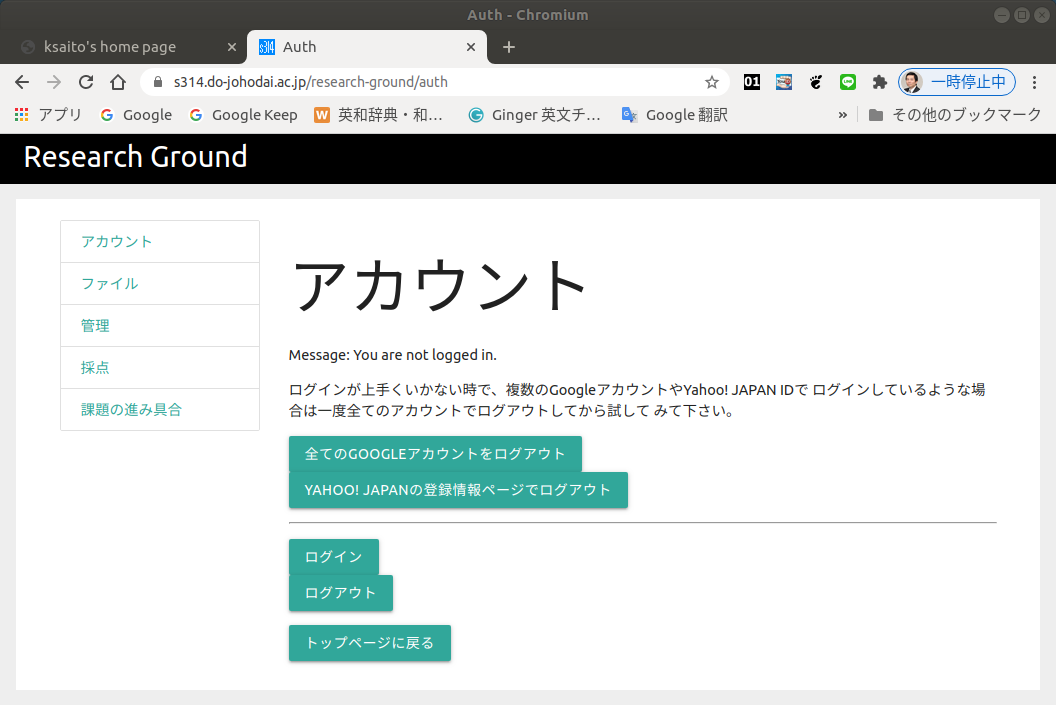 Auth - Chromium
ksaito's home page
s314 Auth
s314.do-johodai.ac.jp/research-ground/auth
01
LINE
一時停止中
アプリ
G Google
G Google Keep
W 英和辞典・和…
G Ginger 英文チ…
G Google 翻訳
»
その他のブックマーク
Research Ground
アカウント
ファイル
管理
採点
課題の進み具合
アカウント
Message: You are not logged in.
ログインが上手くいかない時で、複数のGoogleアカウントやYahoo! JAPAN IDで ログインしているような場
合は一度全てのアカウントでログアウトしてから試して みて下さい。
全てのGOOGLEアカウントをログアウト
YAHOO! JAPANの登録情報ページでログアウト
ログイン
ログアウト
トップページに戻る